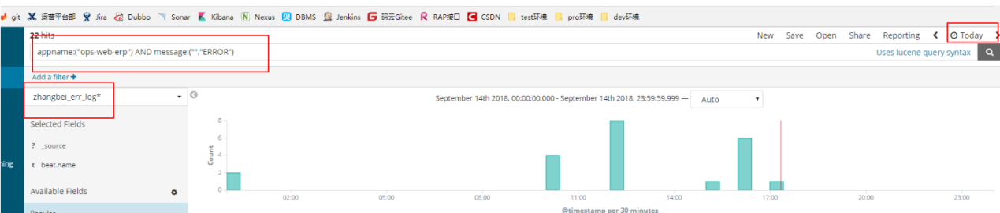 git 运营平台部 Jira Dubbo Sonar Kibana Nexus DBMS Jenkins 码云Gitee RAP接口 CSDN test环境 pro环境 dev环境
22 hits New Save Open Share Reporting Today
appname:("ops-web-erp") AND message:("","ERROR") Uses lucene query syntax
Add a filter +
zhangbei_err_log* September 14th 2018, 00:00:00.000 - September 14th 2018, 23:59:59.999 — Auto
Selected Fields
? _source
t beat.name
Available Fields
Popular
Count
8
6
4
2
0
02:00 05:00 08:00 11:00 14:00 17:00 20:00 23:00
@timestamp per 30 minutes